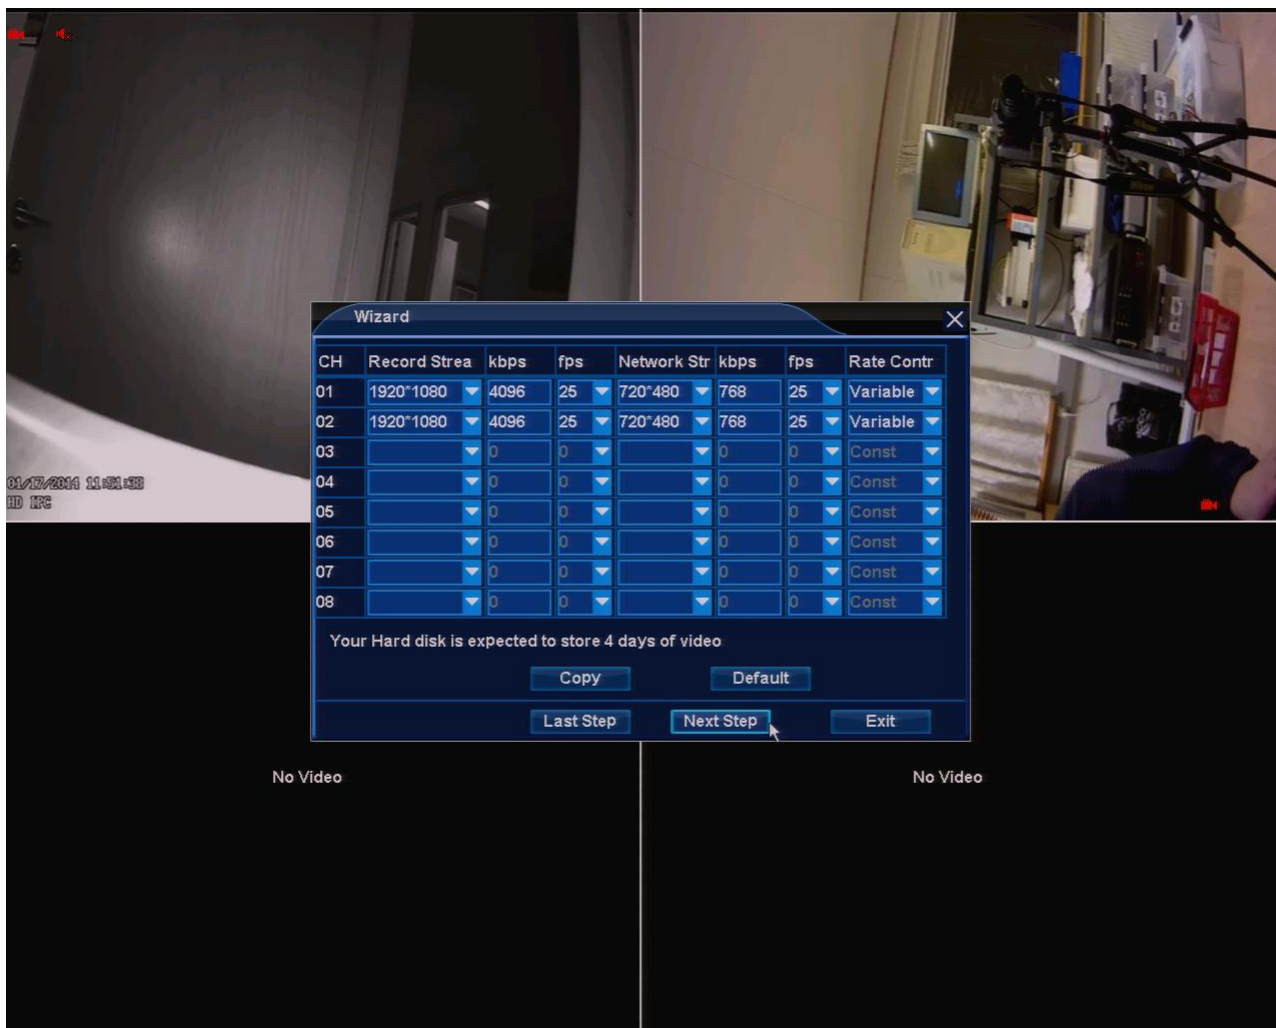 Wizard
CH Record Strea kbps fps Network Str kbps fps Rate Contr
01 1920*1080 4096 25 720*480 768 25 Variable
02 1920*1080 4096 25 720*480 768 25 Variable
03 0 0 0 0 Const
04 0 0 0 0 Const
05 0 0 0 0 Const
06 0 0 0 0 Const
07 0 0 0 0 Const
08 0 0 0 0 Const
01/17/2014 11:51:38
HD IPC
Your Hard disk is expected to store 4 days of video
Copy Default
Last Step Next Step Exit
No Video No Video